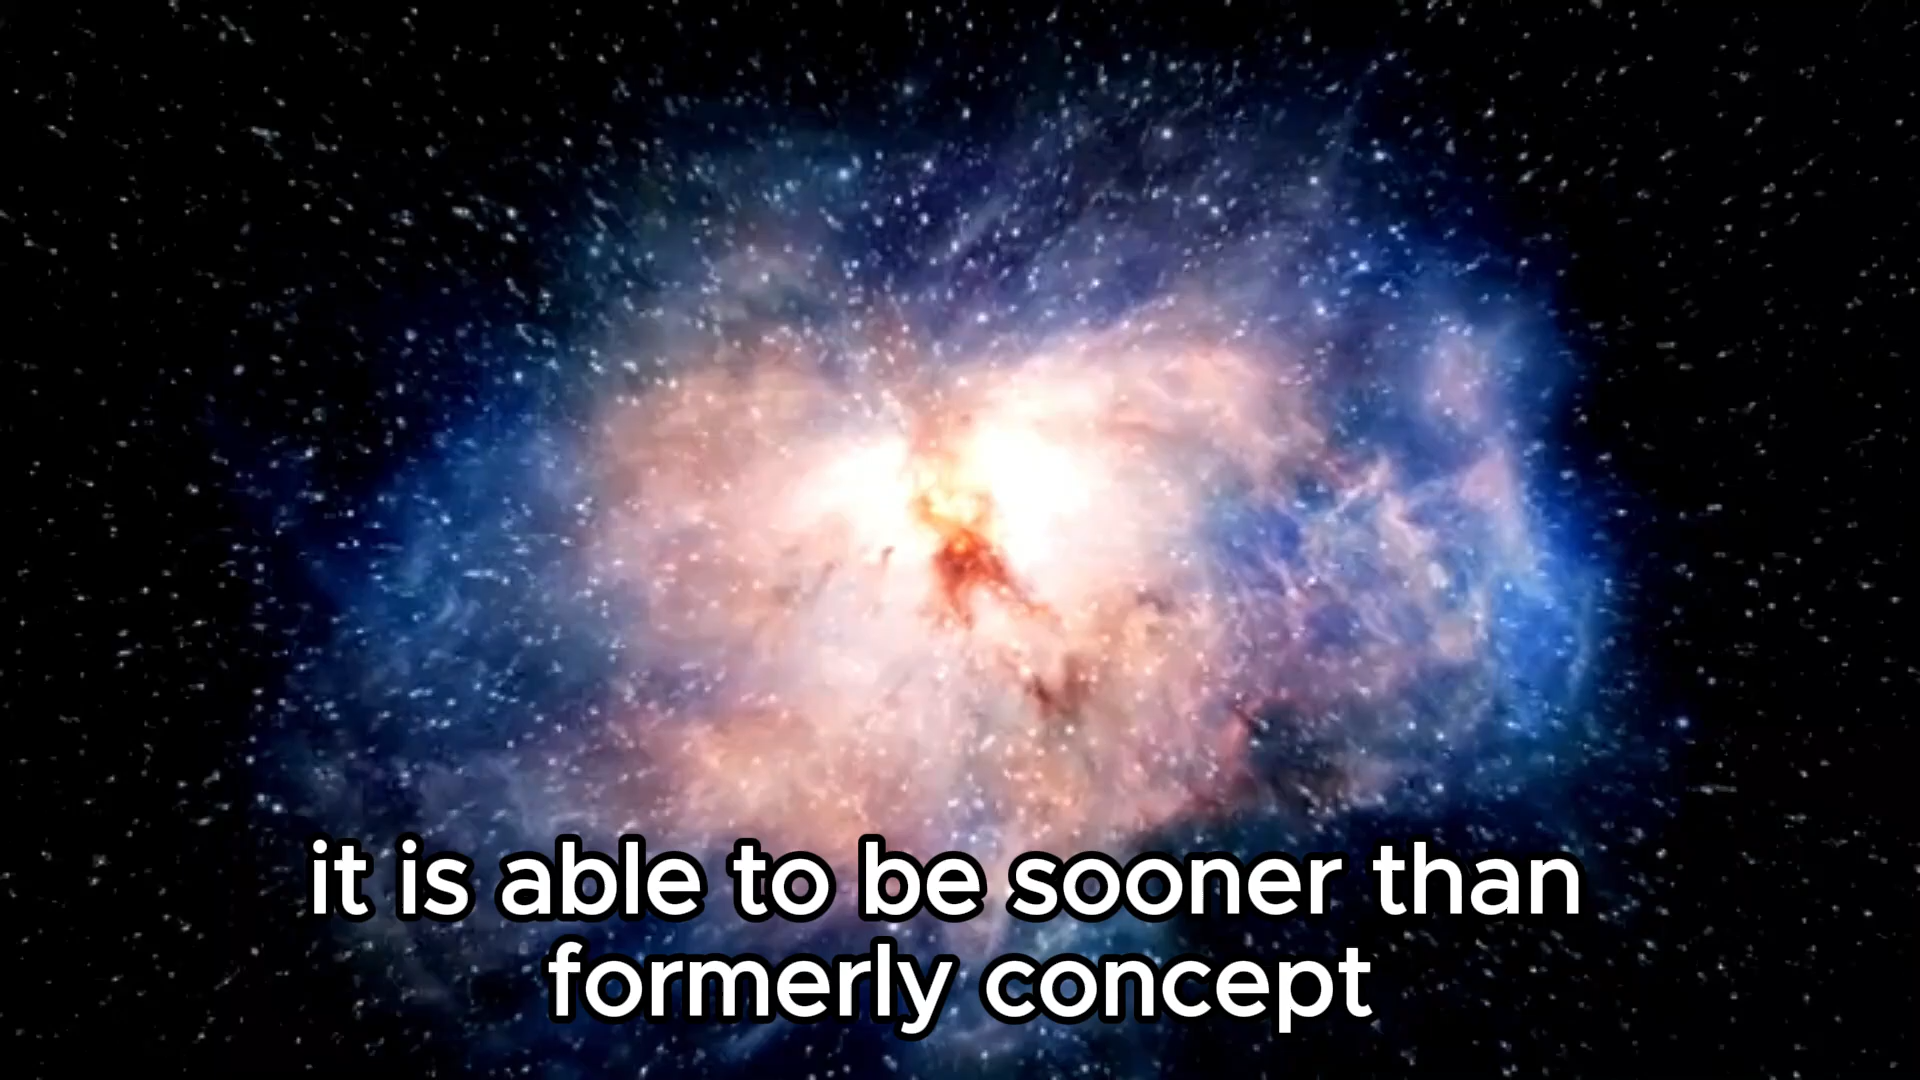 it is able to be sooner than
formerly concept